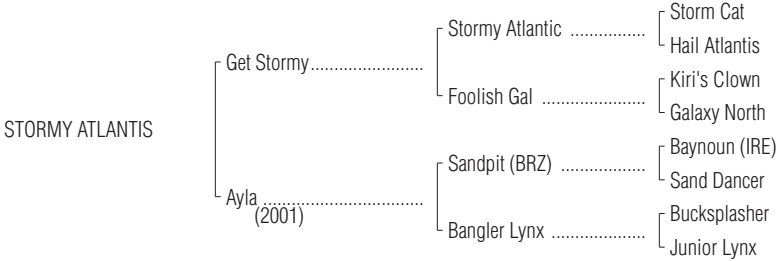 Storm Cat
Stormy Atlantic ................
Hail Atlantis
Get Stormy........................
Kiri's Clown
Foolish Gal ......................
Galaxy North
STORMY ATLANTIS
Baynoun (IRE)
Sandpit (BRZ) ..................
Sand Dancer
Ayla ..................................
(2001)
Bucksplasher
Bangler Lynx ....................
Junior Lynx